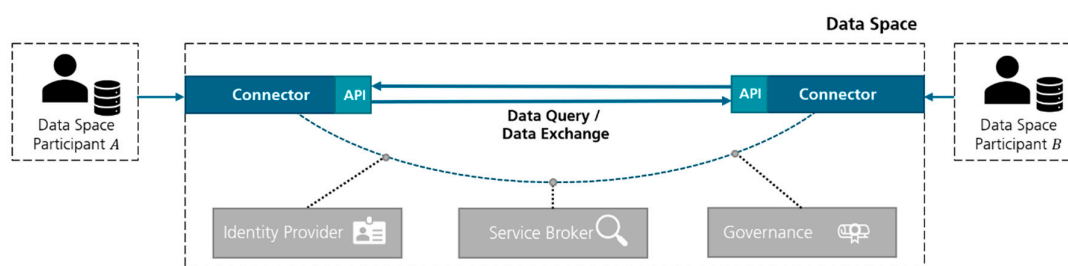 Data Space
Data Space
Participant A
Connector
API
Data Query /
Data Exchange
API
Connector
Data Space
Participant B
Identity Provider
Service Broker
Governance